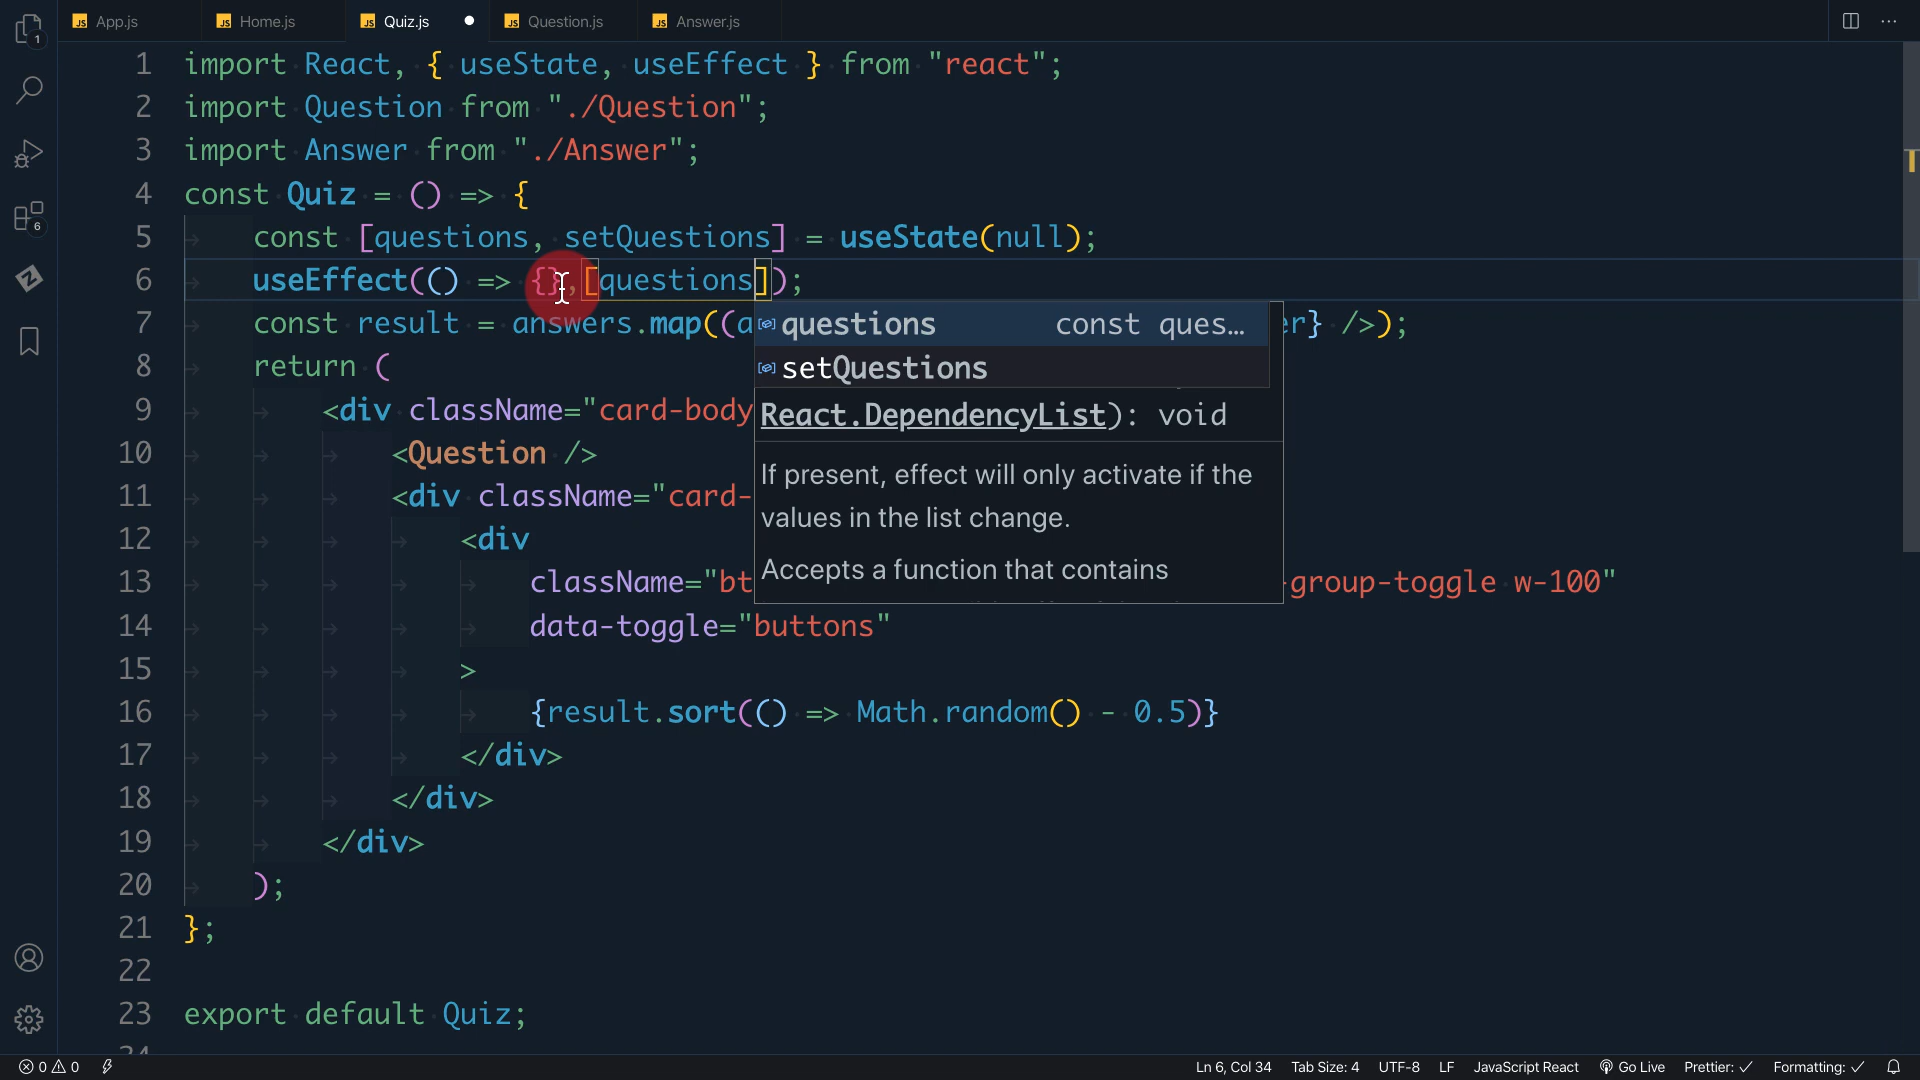 App.js Home.js Quiz.js Question.js Answer.js
1 import React, { useState, useEffect } from "react";
2 import Question from "./Question";
3 import Answer from "./Answer";
4 const Quiz = () => {
5 const [questions, setQuestions] = useState(null);
6 useEffect(() => {},[questions]);
7 const result = answers.map((a er} />);
questions const ques…
8 return (
setQuestions
9 <div className="card-body
React.DependencyList): void
10 <Question />
If present, effect will only activate if the
11 <div className="card-
values in the list change.
12 <div
Accepts a function that contains
13 className="bt -group-toggle w-100"
14 data-toggle="buttons"
15 >
16 {result.sort(() => Math.random() - 0.5)}
17 </div>
18 </div>
19 </div>
20 );
21 };
22
23 export default Quiz;
24
1
6
0 0 Ln 6, Col 34 Tab Size: 4 UTF-8 LF JavaScript React Go Live Prettier: ✓ Formatting: ✓